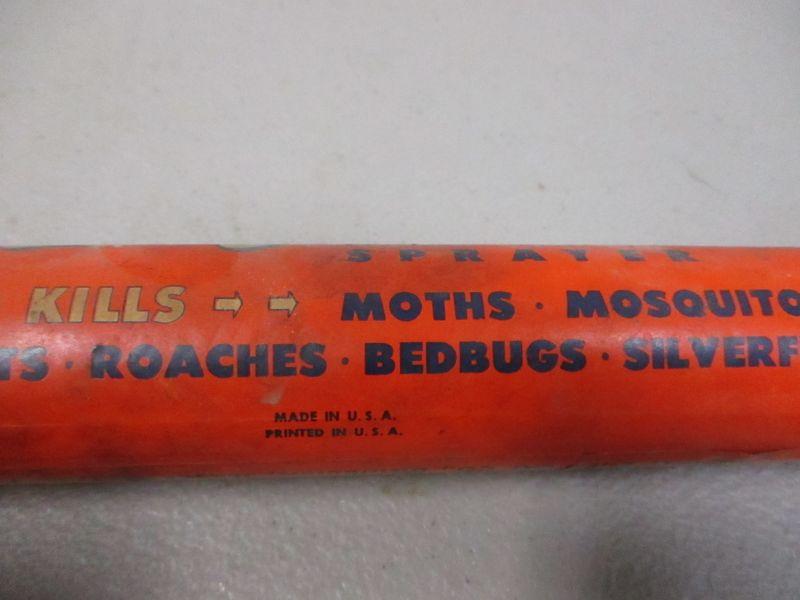 SPRAYER
KILLS ⇨ ⇨ MOTHS · MOSQUITO
TS · ROACHES · BEDBUGS · SILVERF
MADE IN U.S.A.
PRINTED IN U.S.A.